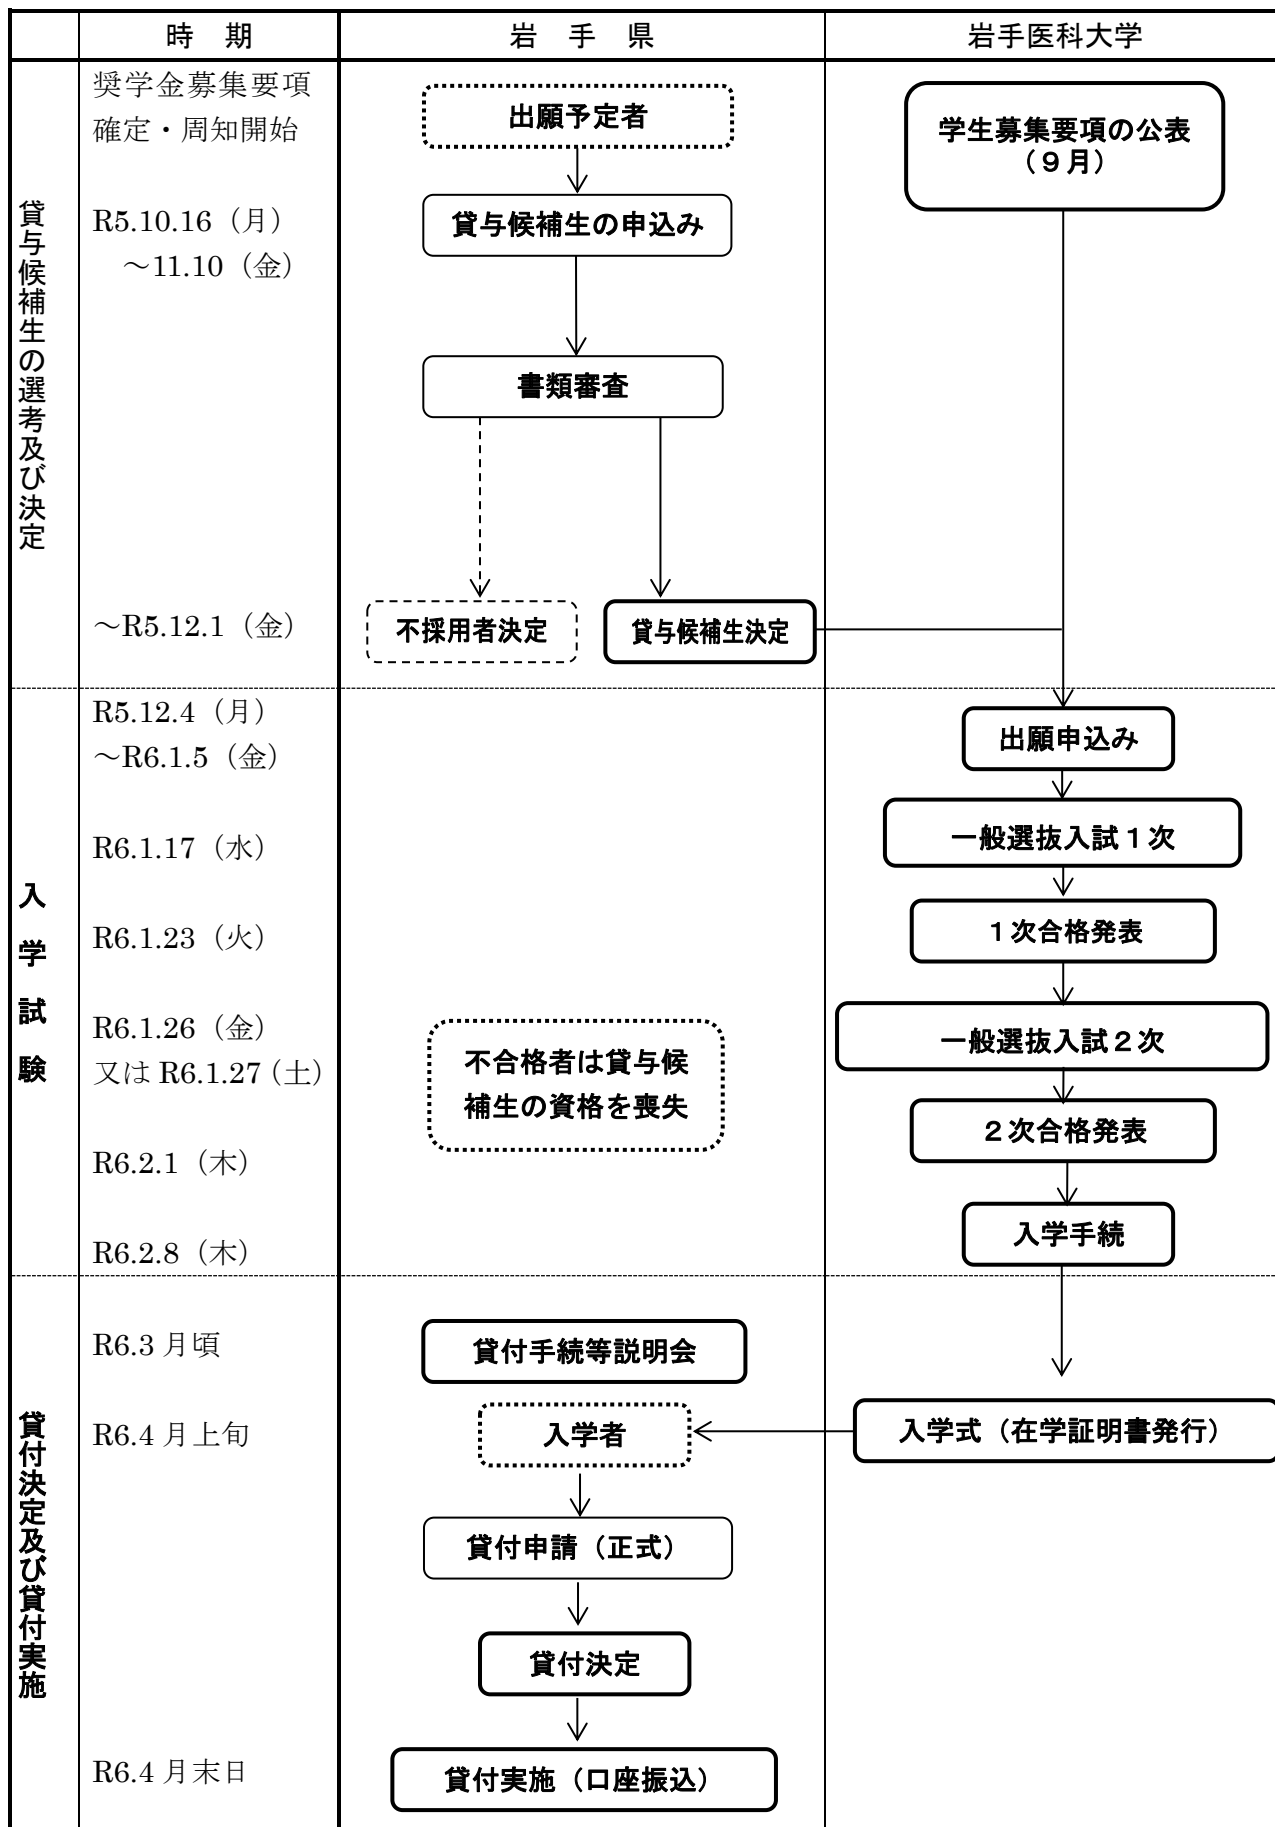 時　期
岩　手　県
岩手医科大学
貸与候補生の選考及び決定
奨学金募集要項
確定・周知開始
出願予定者
学生募集要項の公表
（９月）
R5.10.16（月）
～11.10（金）
貸与候補生の申込み
書類審査
～R5.12.1（金）
不採用者決定
貸与候補生決定
入学試験
R5.12.4（月）
～R6.1.5（金）
出願申込み
R6.1.17（水）
一般選抜入試１次
R6.1.23（火）
１次合格発表
R6.1.26（金）
又は R6.1.27（土）
不合格者は貸与候
補生の資格を喪失
一般選抜入試２次
R6.2.1（木）
２次合格発表
R6.2.8（木）
入学手続
貸付決定及び貸付実施
R6.3 月頃
貸付手続等説明会
R6.4 月上旬
入学者
入学式（在学証明書発行）
貸付申請（正式）
貸付決定
R6.4 月末日
貸付実施（口座振込）